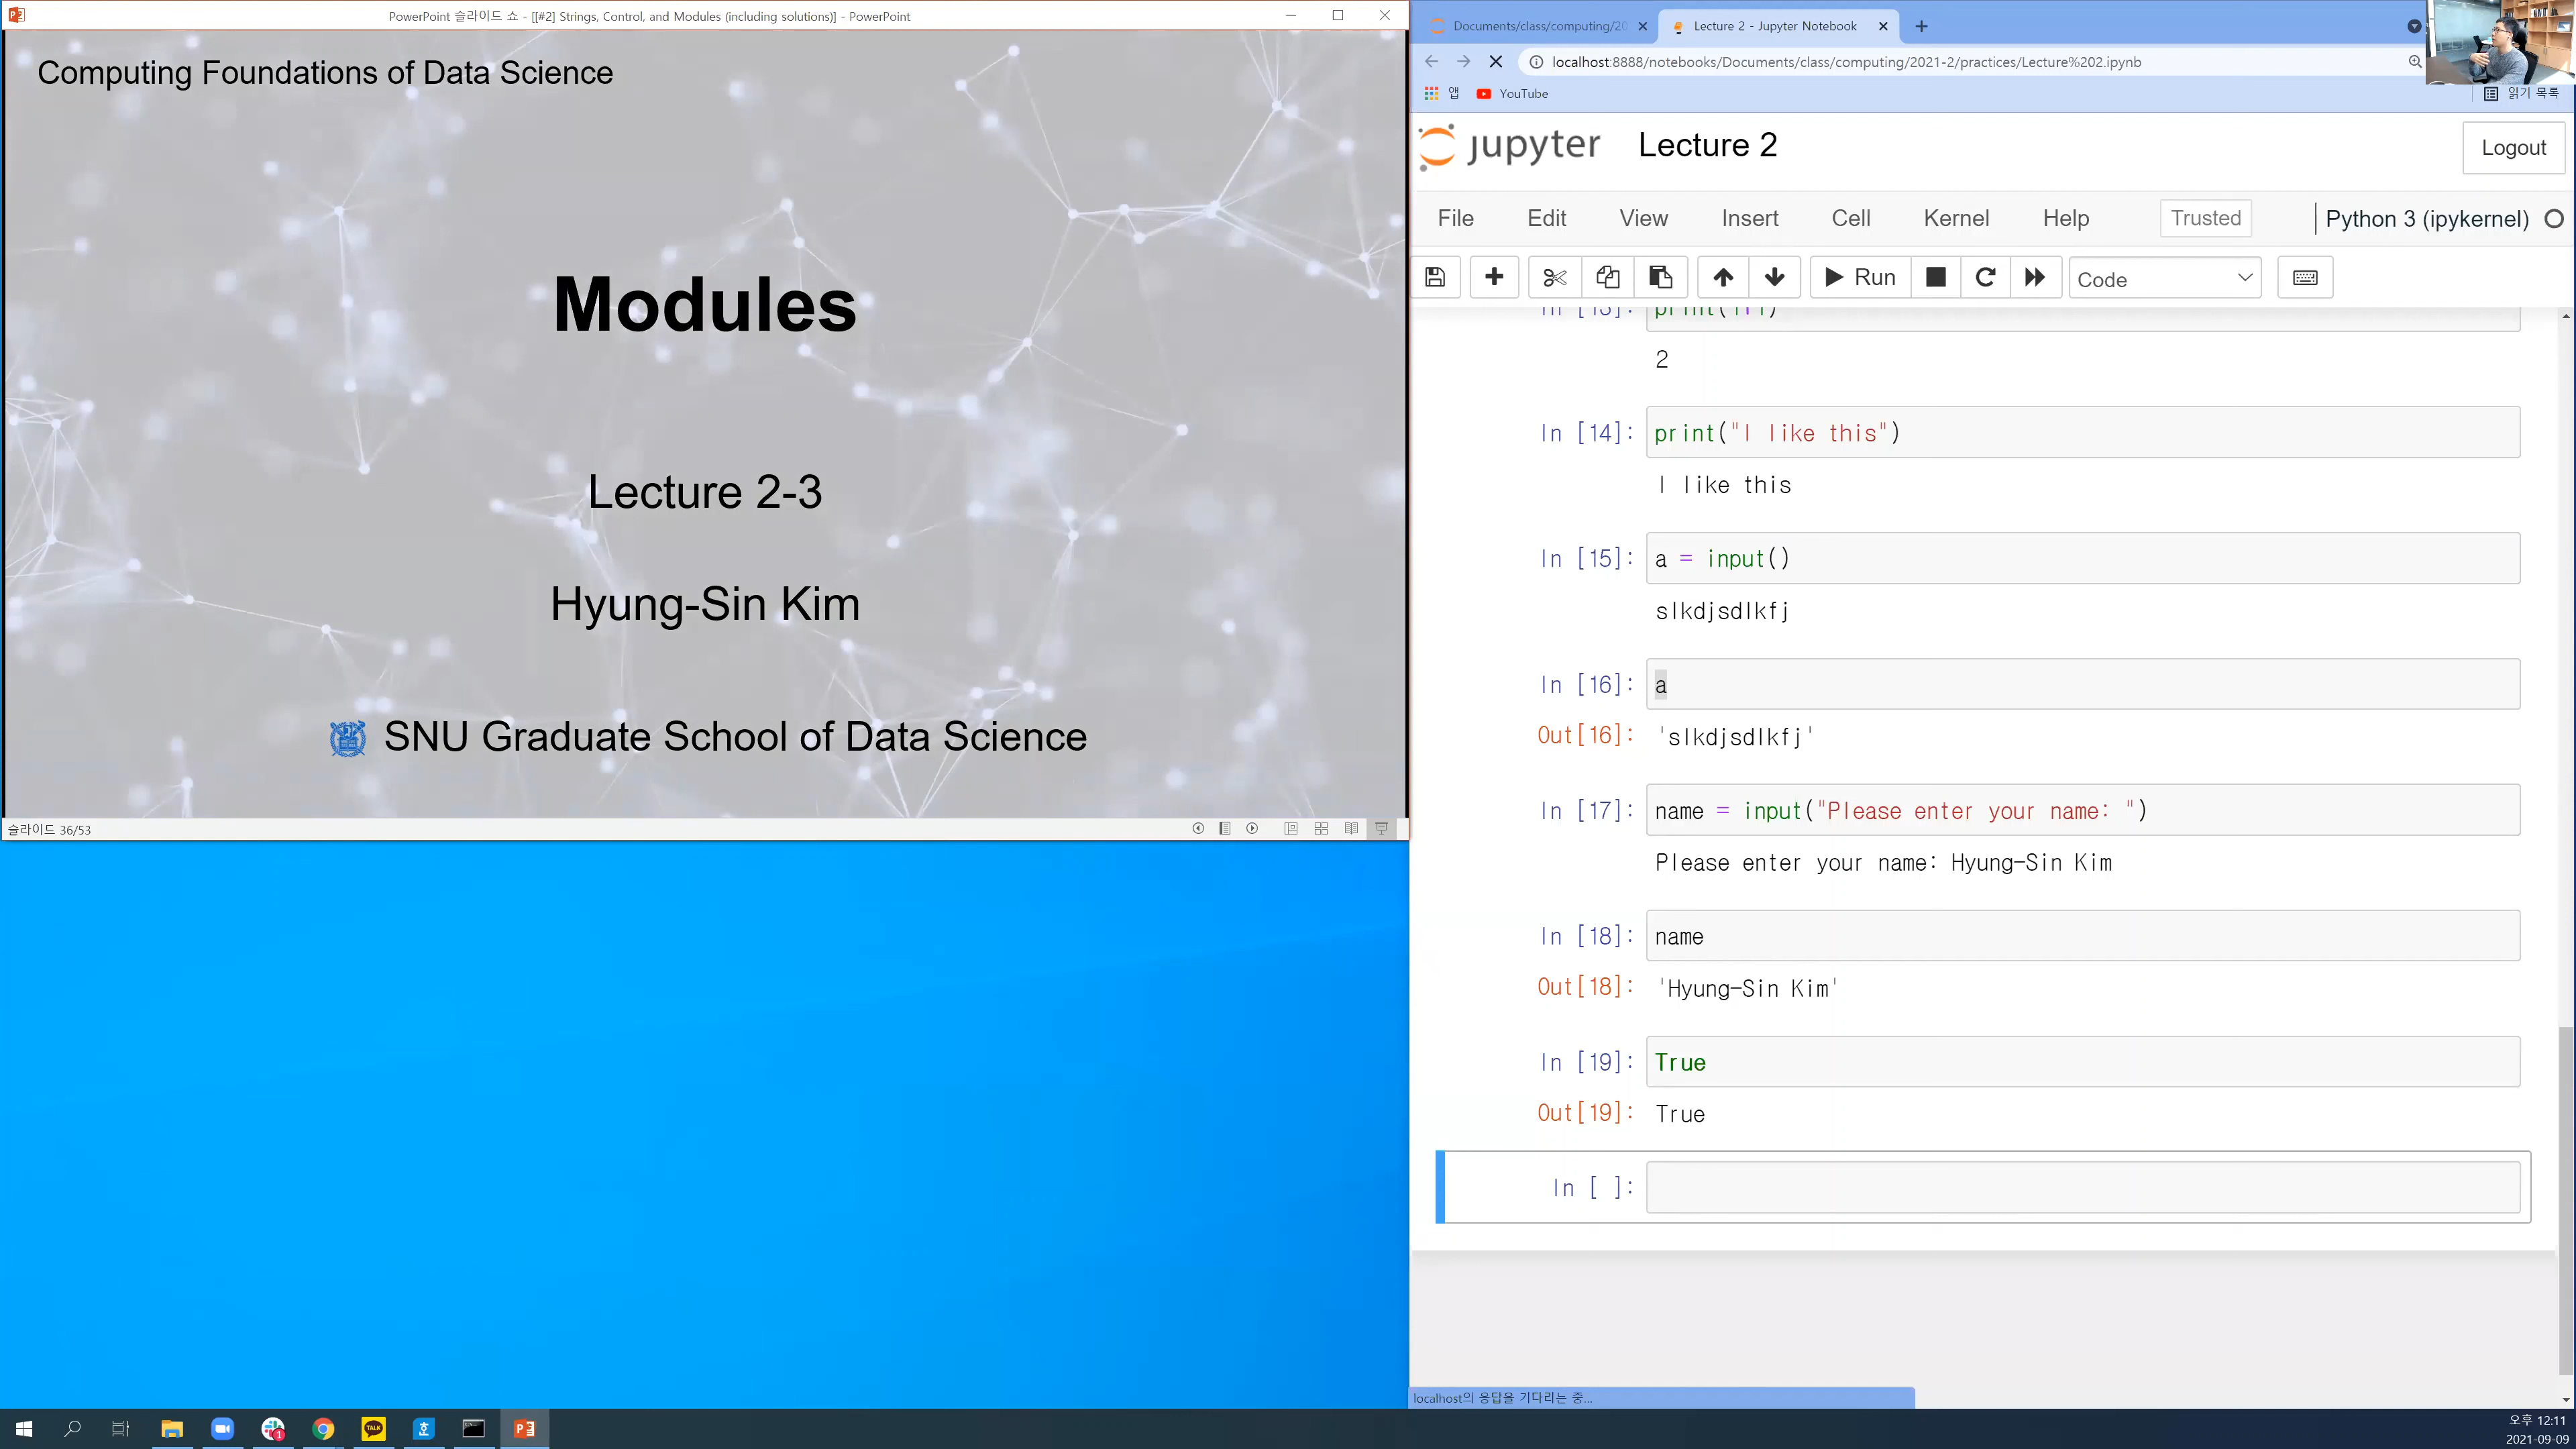 PowerPoint 슬라이드 쇼 - [[#2] Strings, Control, and Modules (including solutions)] - PowerPoint
Computing Foundations of Data Science
Modules
Lecture 2-3
Hyung-Sin Kim
SNU Graduate School of Data Science
슬라이드 36/53
Documents/class/computing/20
Lecture 2 - Jupyter Notebook
localhost:8888/notebooks/Documents/class/computing/2021-2/practices/Lecture%202.ipynb
앱
YouTube
읽기 목록
jupyter
Lecture 2
Logout
File Edit View Insert Cell Kernel Help
Trusted
Python 3 (ipykernel)
Run
Code
2
In [14]: print("I like this")
I like this
In [15]: a = input()
slkdjsdlkfj
In [16]: a
Out[16]: 'slkdjsdlkfj'
In [17]: name = input("Please enter your name: ")
Please enter your name: Hyung-Sin Kim
In [18]: name
Out[18]: 'Hyung-Sin Kim'
In [19]: True
Out[19]: True
In [ ]:
localhost의 응답을 기다리는 중...
TALK
오후 12:11
2021-09-09